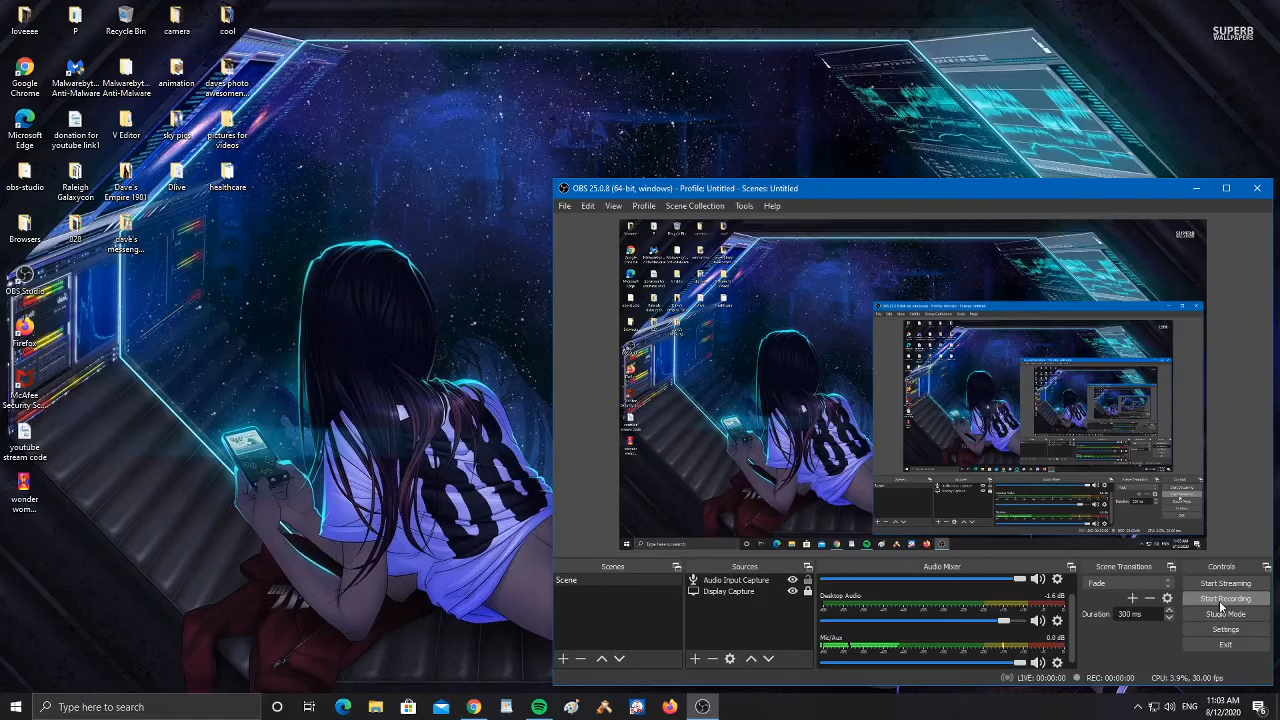 SUPERB
WALLPAPERS
loveeee
P
Recycle Bin
camera
cool
Google
Chrome
Malwarebyt...
Anti-Malware
Malwarebyt...
Anti-Malware
animation
daves photo
awesomen...
Microsoft
Edge
donation for
youtube link1
V Editor
sky pics
pictures for
videos
obs-studio
Raleigh
Galaxycon
Dave's
Empire 1981
Dlive
healthcare
Browsers
828
dave's
messeng...
OBS Studio
Firefox
McAfee
Security Sc...
youtube
stream code
wonder
wom...
OBS 25.0.8 (64-bit, windows) - Profile: Untitled - Scenes: Untitled
File Edit View Profile Scene Collection Tools Help
Scenes
Sources
Audio Mixer
Scene Transitions
Controls
Scene
Audio Input Capture
Display Capture
Desktop Audio
-1.6 dB
Mic/Aux
0.0 dB
Fade
Duration 300 ms
Start Streaming
Start Recording
Studio Mode
Settings
Exit
LIVE: 00:00:00
REC: 00:00:00
CPU: 3.9%, 30.00 fps
Type here to search
ENG
11:03 AM
8/12/2020